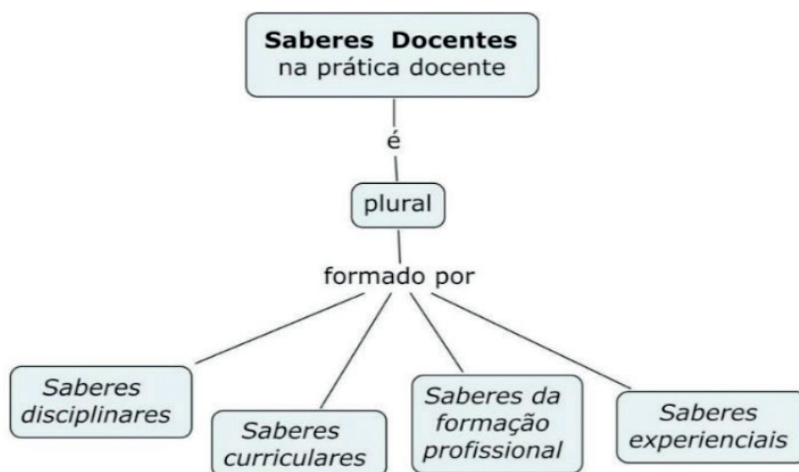 Saberes Docentes
na prática docente
é
plural
formado por
Saberes
disciplinares
Saberes
curriculares
Saberes da
formação
profissional
Saberes
experienciais